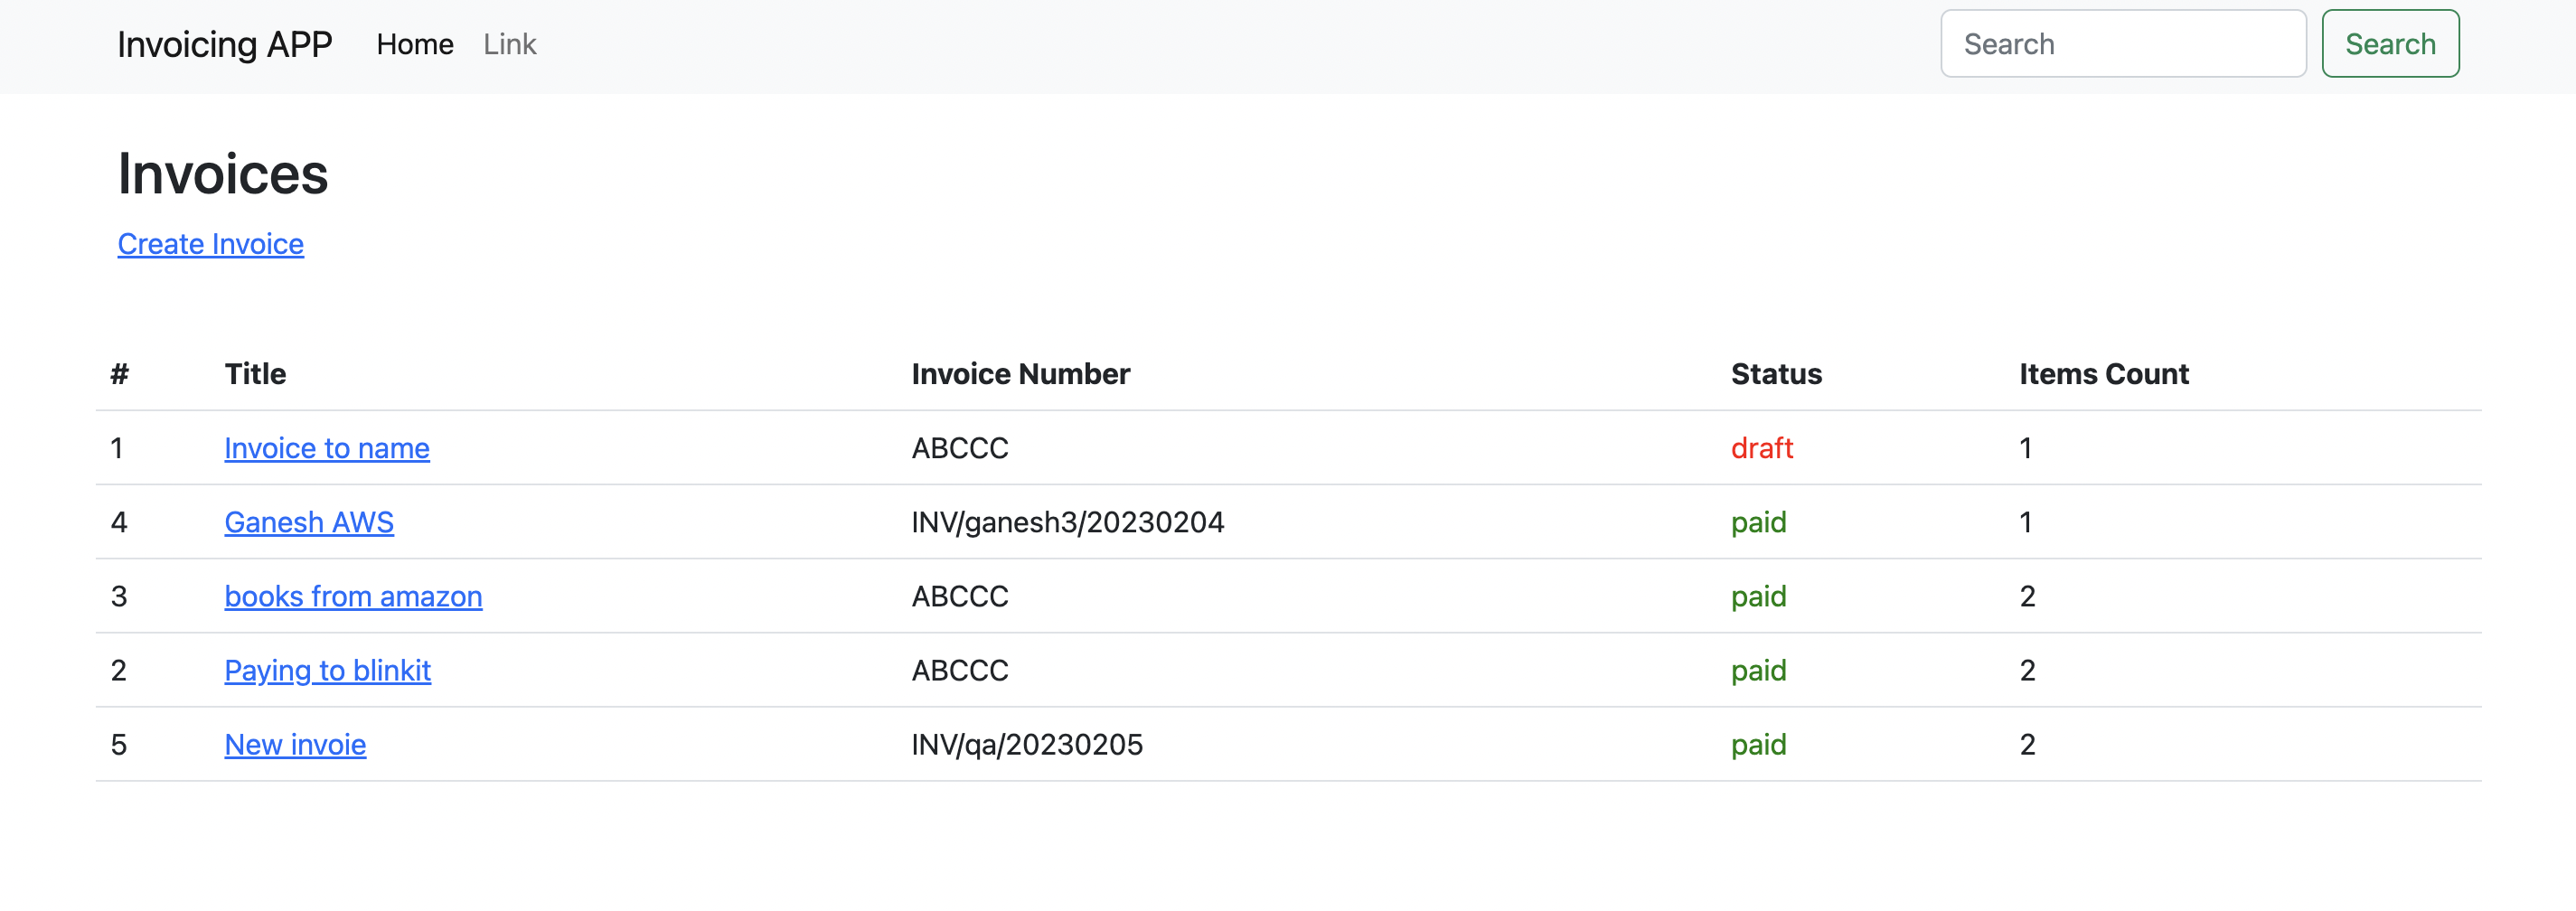 Invoicing APP Home Link Search Search
Invoices
Create Invoice
# Title Invoice Number Status Items Count
1 Invoice to name ABCCC draft 1
4 Ganesh AWS INV/ganesh3/20230204 paid 1
3 books from amazon ABCCC paid 2
2 Paying to blinkit ABCCC paid 2
5 New invoie INV/qa/20230205 paid 2